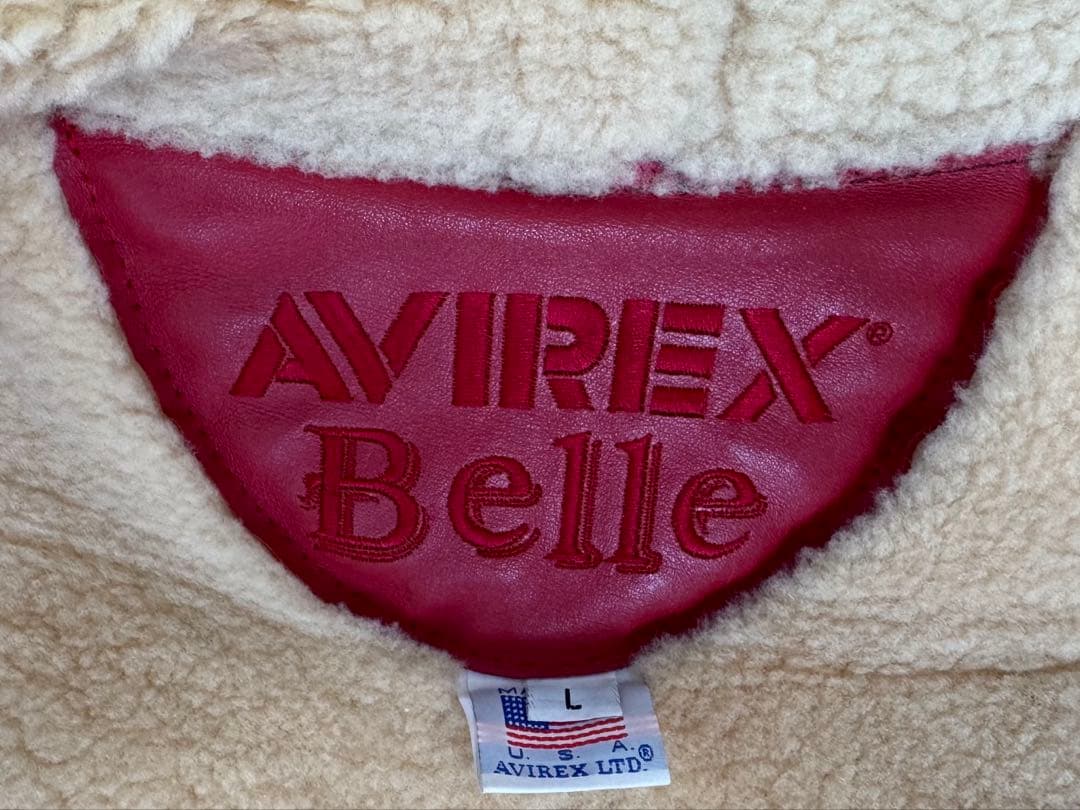 AVIREX®
Belle
L
U. S. A.
AVIREX LTD.®